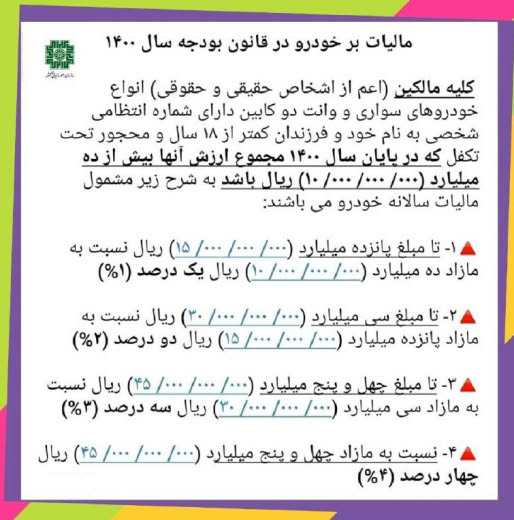 مالیات بر خودرو در قانون بودجه سال ۱۴۰۰
کلیه مالکین (اعم از اشخاص حقیقی و حقوقی) انواع
خودروهای سواری و وانت دو کابین دارای شماره انتظامی
شخصی به نام خود و فرزندان کمتر از ۱۸ سال و محجور تحت
تکفل که در پایان سال ۱۴۰۰ مجموع ارزش آنها بیش از ده
میلیارد (۱۰/۰۰۰/۰۰۰/۰۰۰) ریال باشد به شرح زیر مشمول
مالیات سالانه خودرو می باشند:
۱- تا مبلغ پانزده میلیارد (۱۵/۰۰۰/۰۰۰/۰۰۰) ریال نسبت به
مازاد ده میلیارد (۱۰/۰۰۰/۰۰۰/۰۰۰) ریال یک درصد (۱%)
۲- تا مبلغ سی میلیارد (۳۰/۰۰۰/۰۰۰/۰۰۰) ریال نسبت به
مازاد پانزده میلیارد (۱۵/۰۰۰/۰۰۰/۰۰۰) ریال دو درصد (۲%)
۳- تا مبلغ چهل و پنج میلیارد (۴۵/۰۰۰/۰۰۰/۰۰۰) ریال نسبت
به مازاد سی میلیارد (۳۰/۰۰۰/۰۰۰/۰۰۰) ریال سه درصد (۳%)
۴- نسبت به مازاد چهل و پنج میلیارد (۴۵/۰۰۰/۰۰۰/۰۰۰) ریال
چهار درصد (۴%)